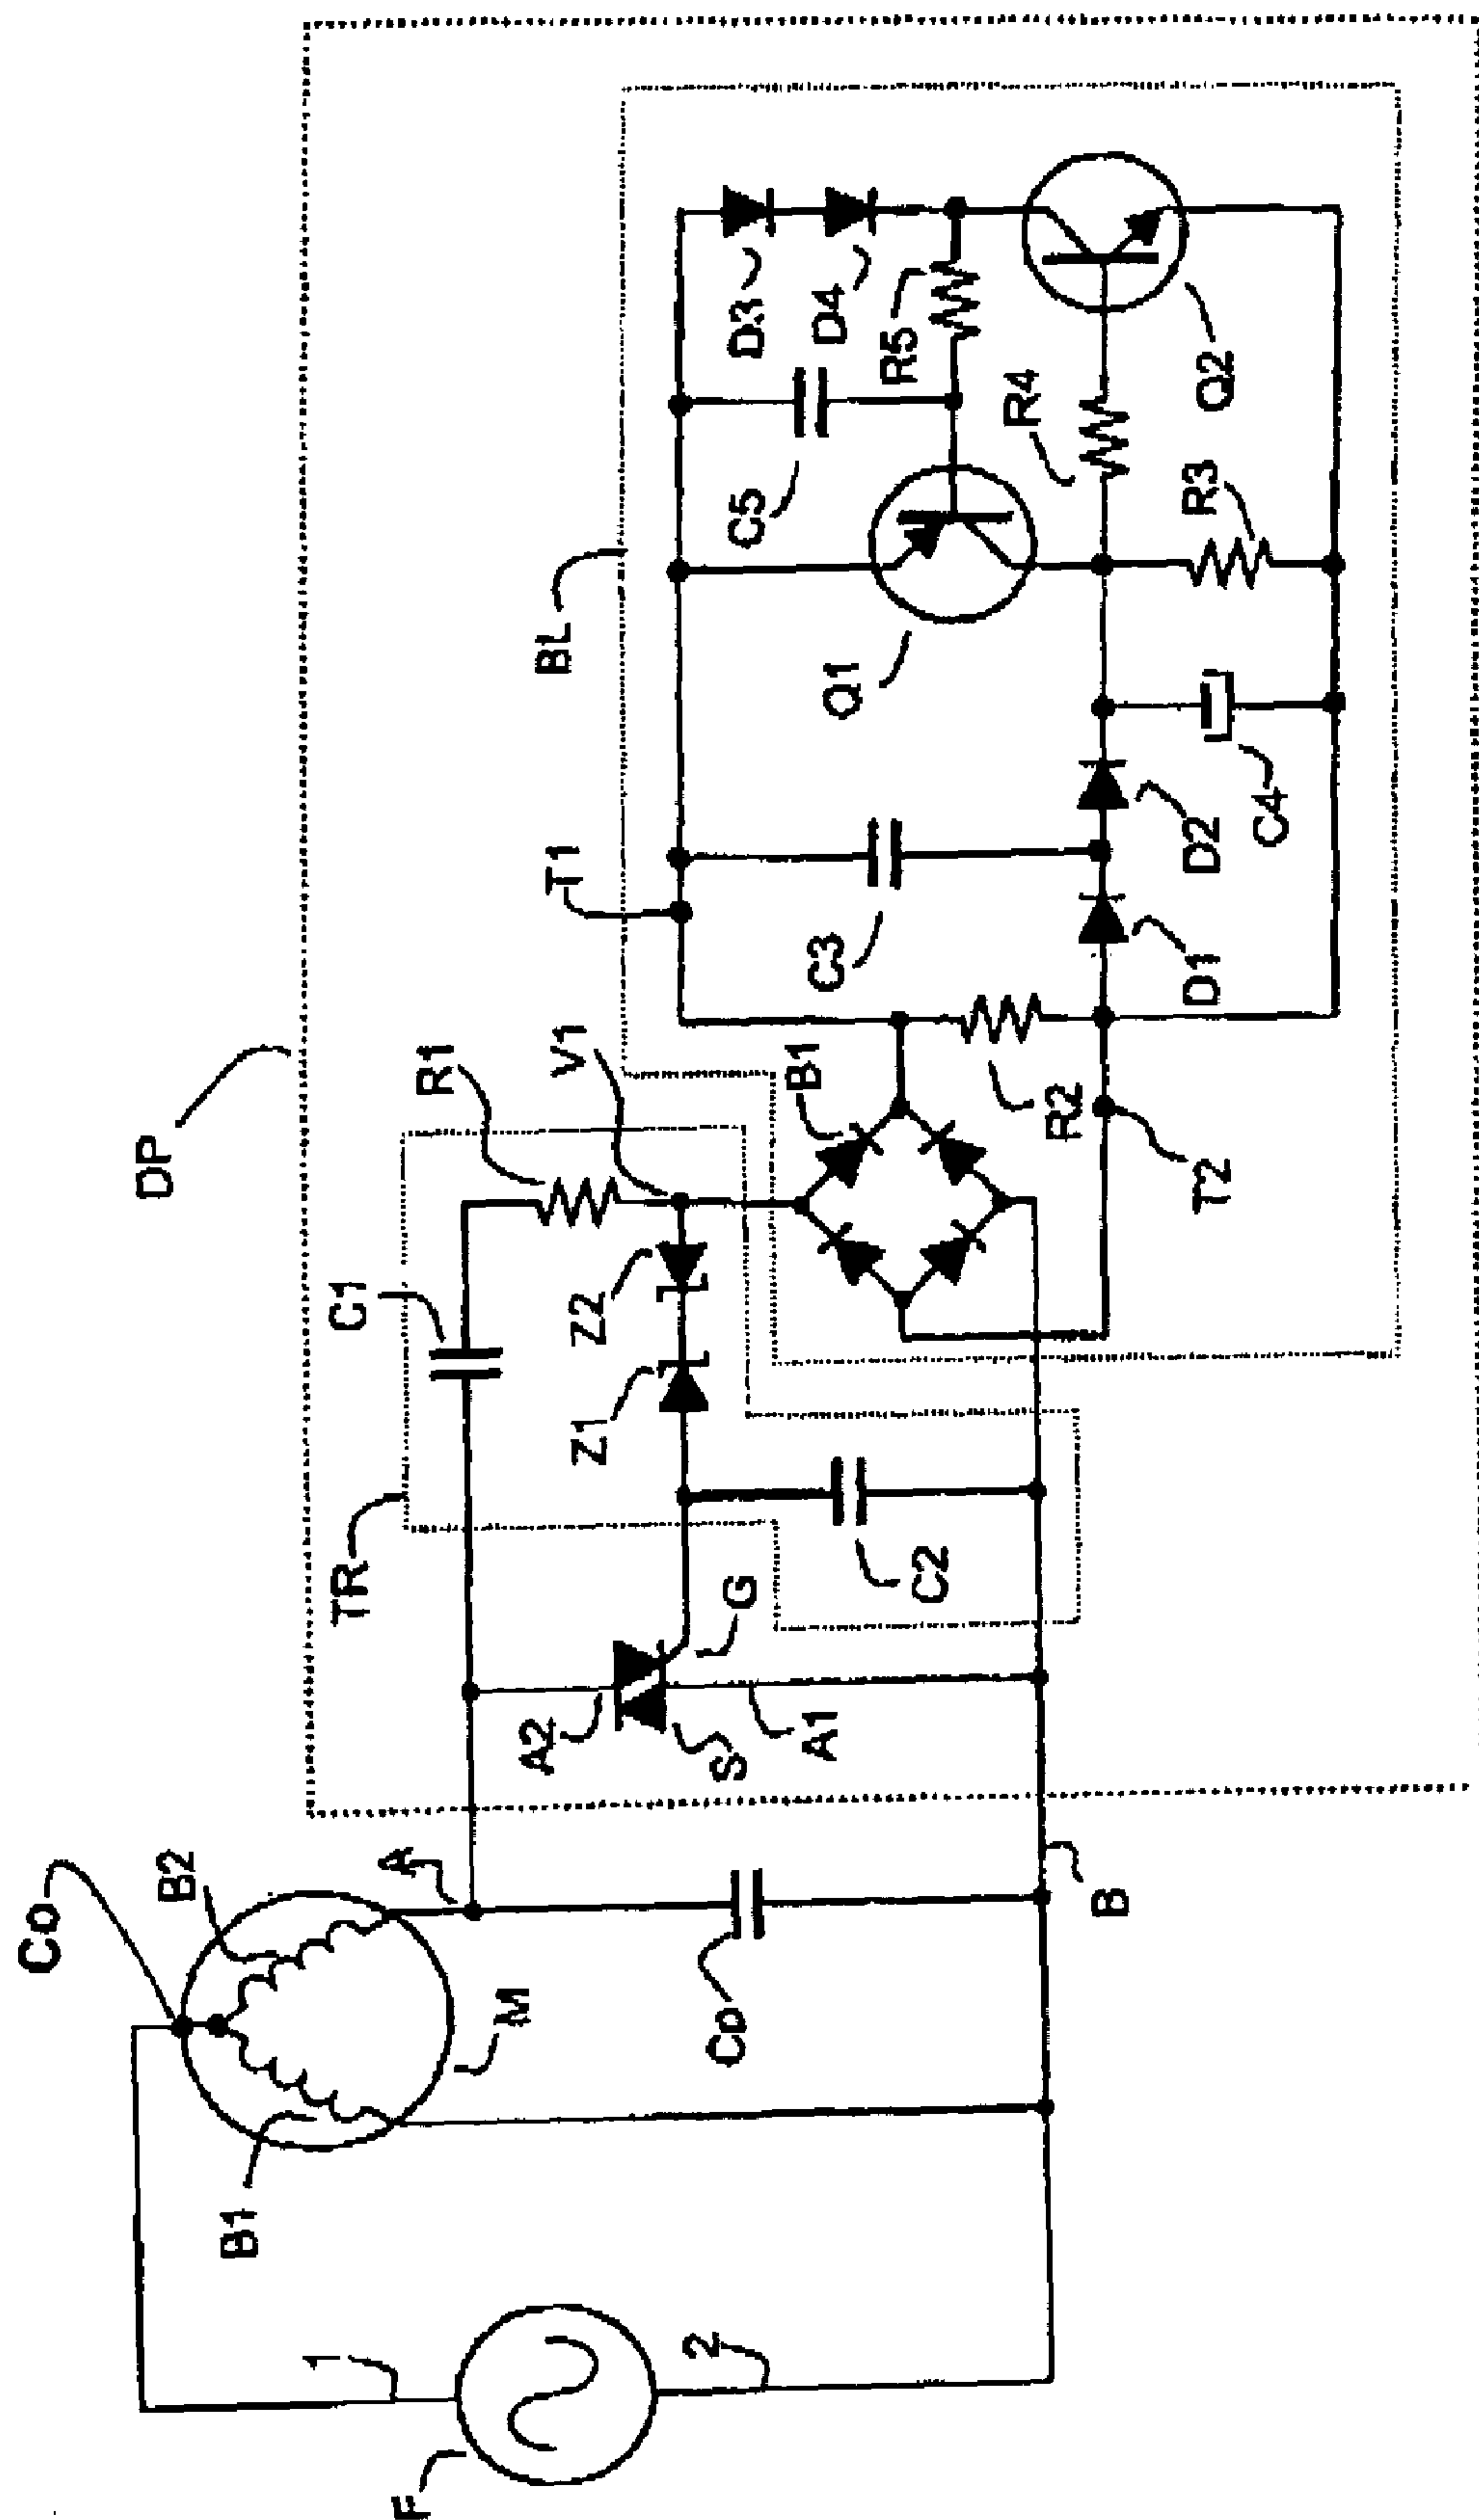 CO
DP
B2
B1
1
TR
C1
A
F
R1
M
A2
BL
T1
V1
Z1
Z2
2
CD
S
G
C5
D3
B1
A1
C3
D4
Q1
R5
C2
R4
R2
B
T2
D1
D2
R3
Q2
C4